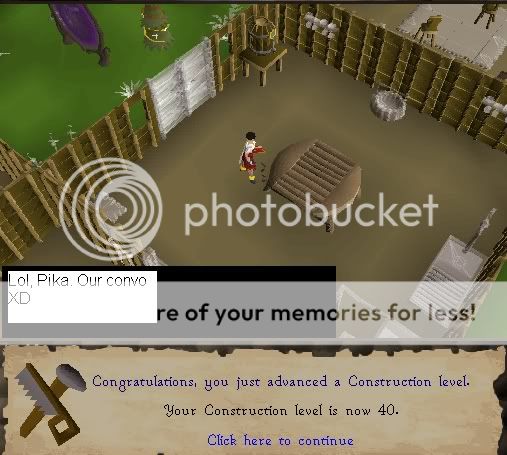 photobucket
Lol, Pika. Our convo
XD
re of your memories for less!
Congratulations, you just advanced a Construction level.
Your Construction level is now 40.
Click here to continue